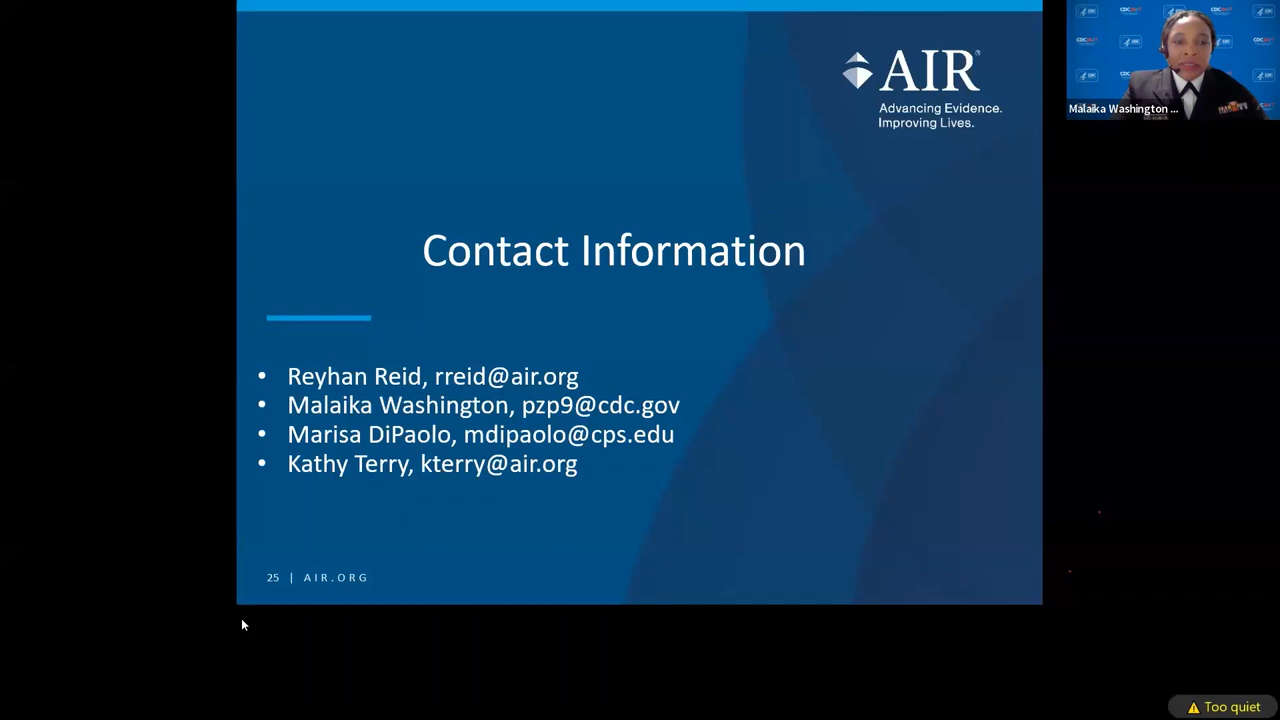 AIR
Advancing Evidence.
Improving Lives.
Malaika Washington ...
Contact Information
• Reyhan Reid, rreid@air.org
• Malaika Washington, pzp9@cdc.gov
• Marisa DiPaolo, mdipaolo@cps.edu
• Kathy Terry, kterry@air.org
25 | AIR.ORG
Too quiet